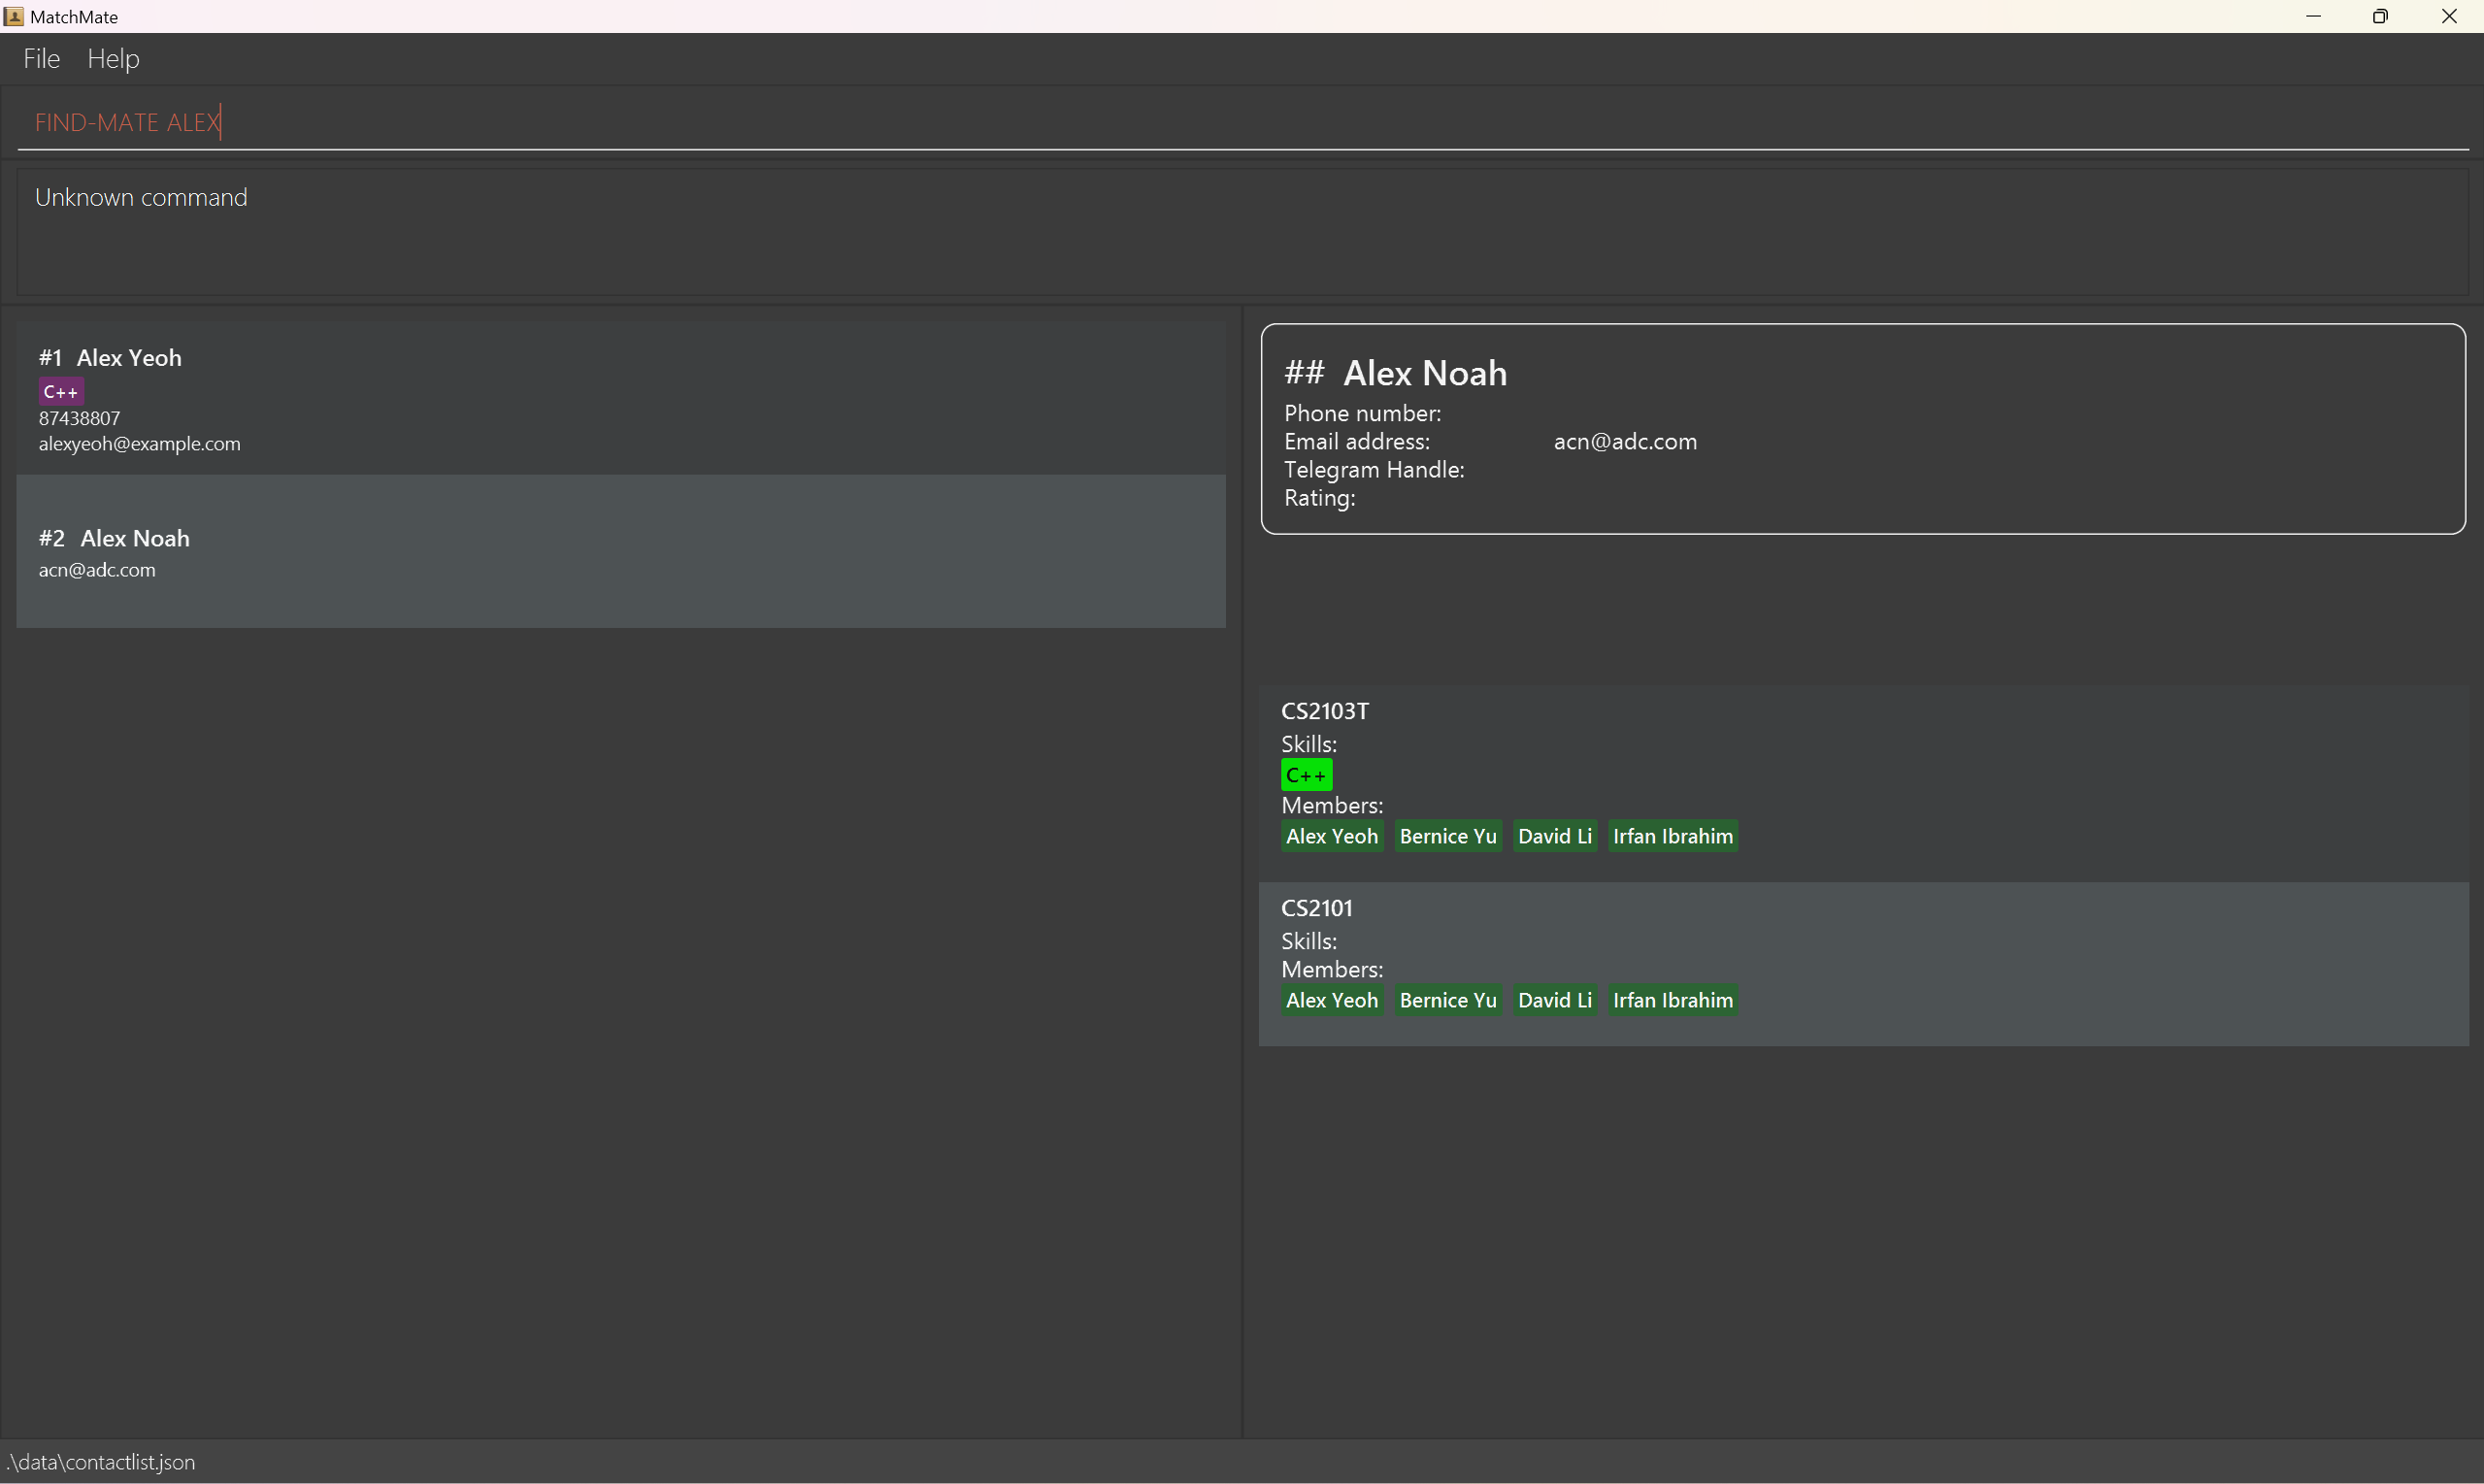 MatchMate
File Help
FIND-MATE ALEX
Unknown command
#1 Alex Yeoh
C++
87438807
alexyeoh@example.com
#2 Alex Noah
acn@adc.com
## Alex Noah
Phone number:
Email address: acn@adc.com
Telegram Handle:
Rating:
CS2103T
Skills:
C++
Members:
Alex Yeoh Bernice Yu David Li Irfan Ibrahim
CS2101
Skills:
Members:
Alex Yeoh Bernice Yu David Li Irfan Ibrahim
.\data\contactlist.json